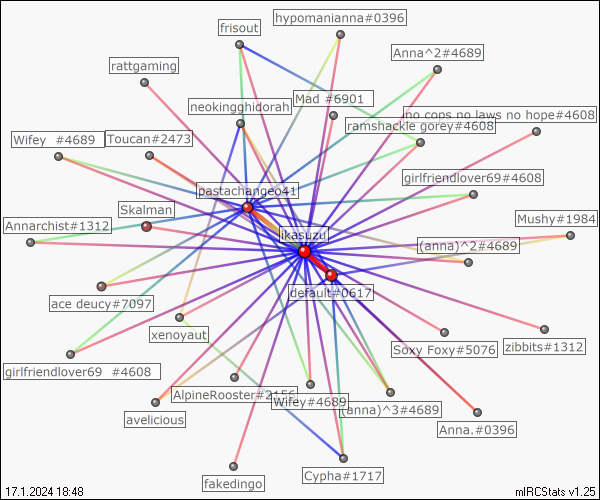 hypomanianna#0396
frisout
Anna^2#4689
rattgaming
Mad #6901
neokingghidorah
no cops no laws no hope#4608
ramshackle gorey#4608
Wifey #4689
Toucan#2473
girlfriendlover69#4608
pastachangeo41
Skalman
Mushy#1984
Annarchist#1312
ikasuzu
(anna)^2#4689
default#0617
ace deucy#7097
xenoyaut
Soxy Foxy#5076
zibbits#1312
girlfriendlover69 #4608
AlpineRooster#2156
Wifey#4689
(anna)^3#4689
avelicious
Anna.#0396
Cypha#1717
fakedingo
17.1.2024 18:48
mIRCStats v1.25